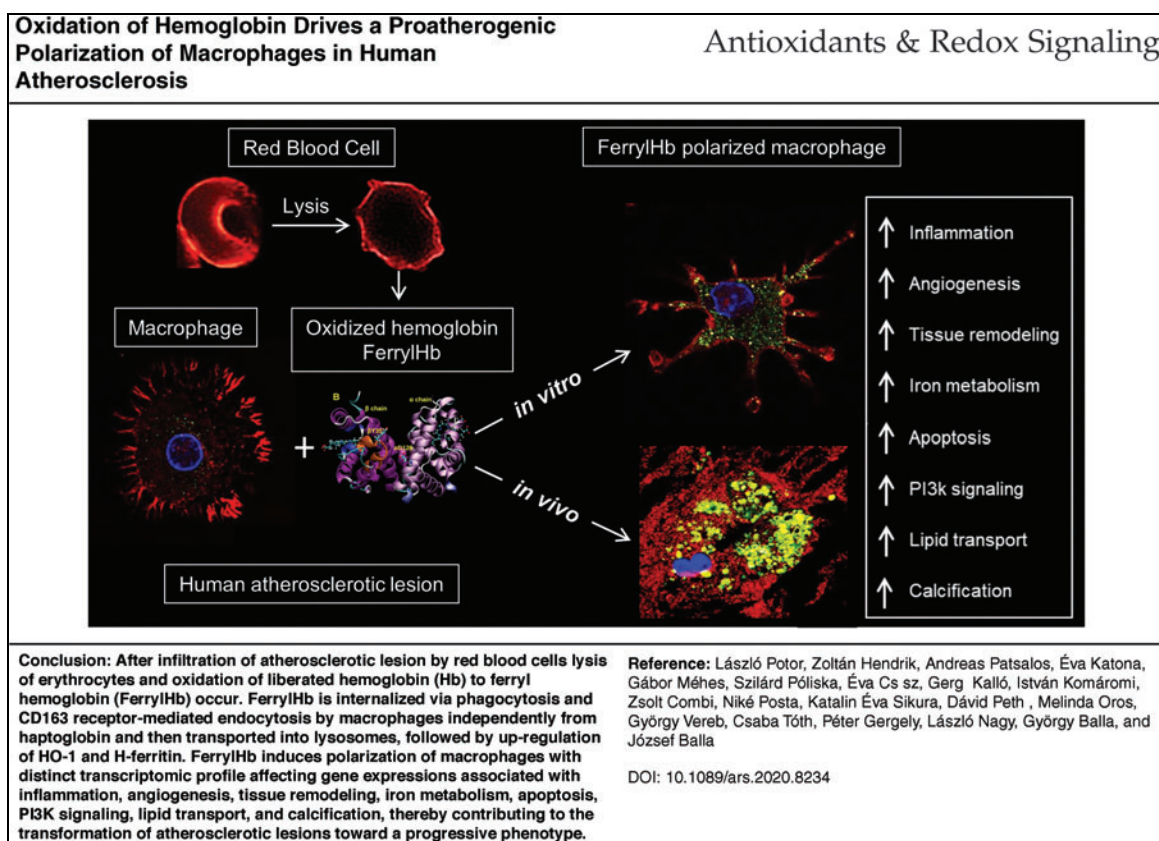 Oxidation of Hemoglobin Drives a Proatherogenic
Polarization of Macrophages in Human
Atherosclerosis
Antioxidants & Redox Signaling
Red Blood Cell
FerrylHb polarized macrophage
Lysis
Macrophage
Oxidized hemoglobin
FerrylHb
B
β chain
α chain
+
in vitro
in vivo
Human atherosclerotic lesion
↑ Inflammation
↑ Angiogenesis
↑ Tissue remodeling
↑ Iron metabolism
↑ Apoptosis
↑ PI3k signaling
↑ Lipid transport
↑ Calcification
Conclusion: After infiltration of atherosclerotic lesion by red blood cells lysis
of erythrocytes and oxidation of liberated hemoglobin (Hb) to ferryl
hemoglobin (FerrylHb) occur. FerrylHb is internalized via phagocytosis and
CD163 receptor-mediated endocytosis by macrophages independently from
haptoglobin and then transported into lysosomes, followed by up-regulation
of HO-1 and H-ferritin. FerrylHb induces polarization of macrophages with
distinct transcriptomic profile affecting gene expressions associated with
inflammation, angiogenesis, tissue remodeling, iron metabolism, apoptosis,
PI3K signaling, lipid transport, and calcification, thereby contributing to the
transformation of atherosclerotic lesions toward a progressive phenotype.
Reference: László Potor, Zoltán Hendrik, Andreas Patsalos, Éva Katona,
Gábor Méhes, Szilárd Póliska, Éva Cs sz, Gerg Kalló, István Komáromi,
Zsolt Combi, Niké Posta, Katalin Éva Sikura, Dávid Peth , Melinda Oros,
György Vereb, Csaba Tóth, Péter Gergely, László Nagy, György Balla, and
József Balla
DOI: 10.1089/ars.2020.8234